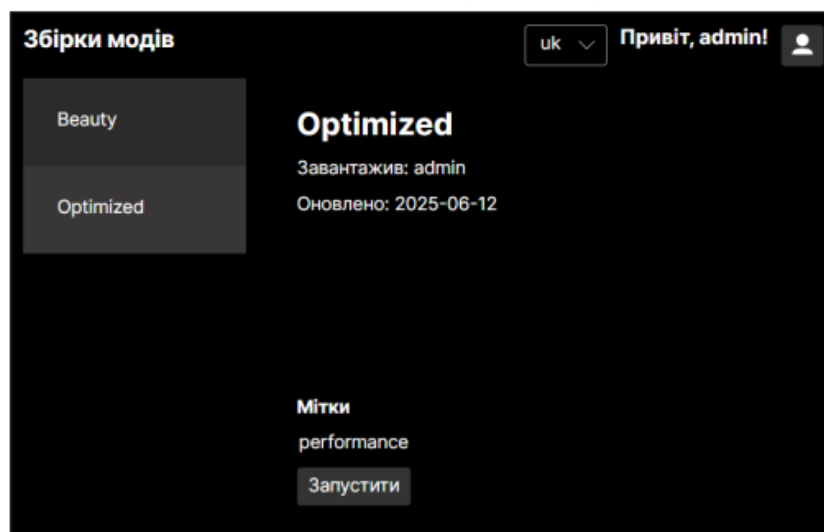 Збірки модів
uk
Привіт, admin!
Beauty
Optimized
Optimized
Завантажив: admin
Оновлено: 2025-06-12
Мітки
performance
Запустити